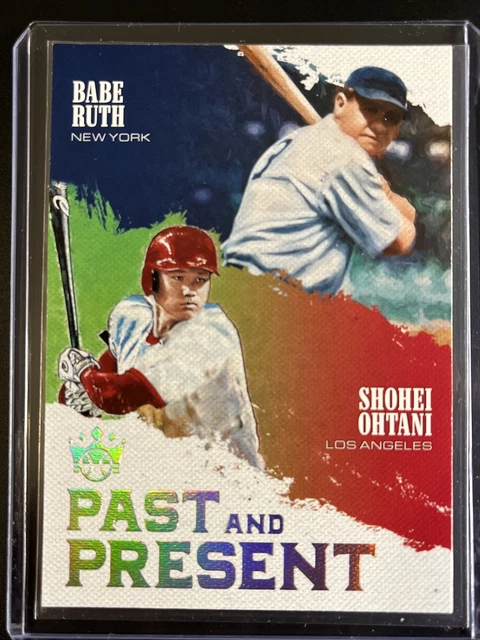 BABE
RUTH
NEW YORK
SHOHEI
OHTANI
LOS ANGELES
PAST AND
PRESENT